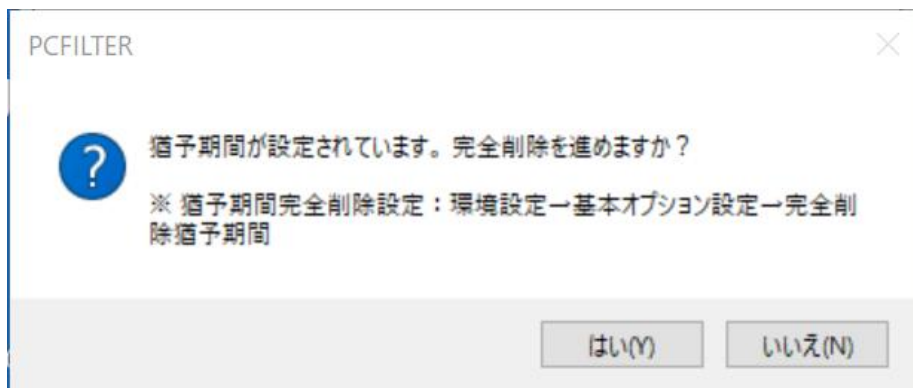 PCFILTER
猶予期間が設定されています。完全削除を進めますか？
※ 猶予期間完全削除設定：環境設定→基本オプション設定→完全削
除猶予期間
はい(Y)
いいえ(N)